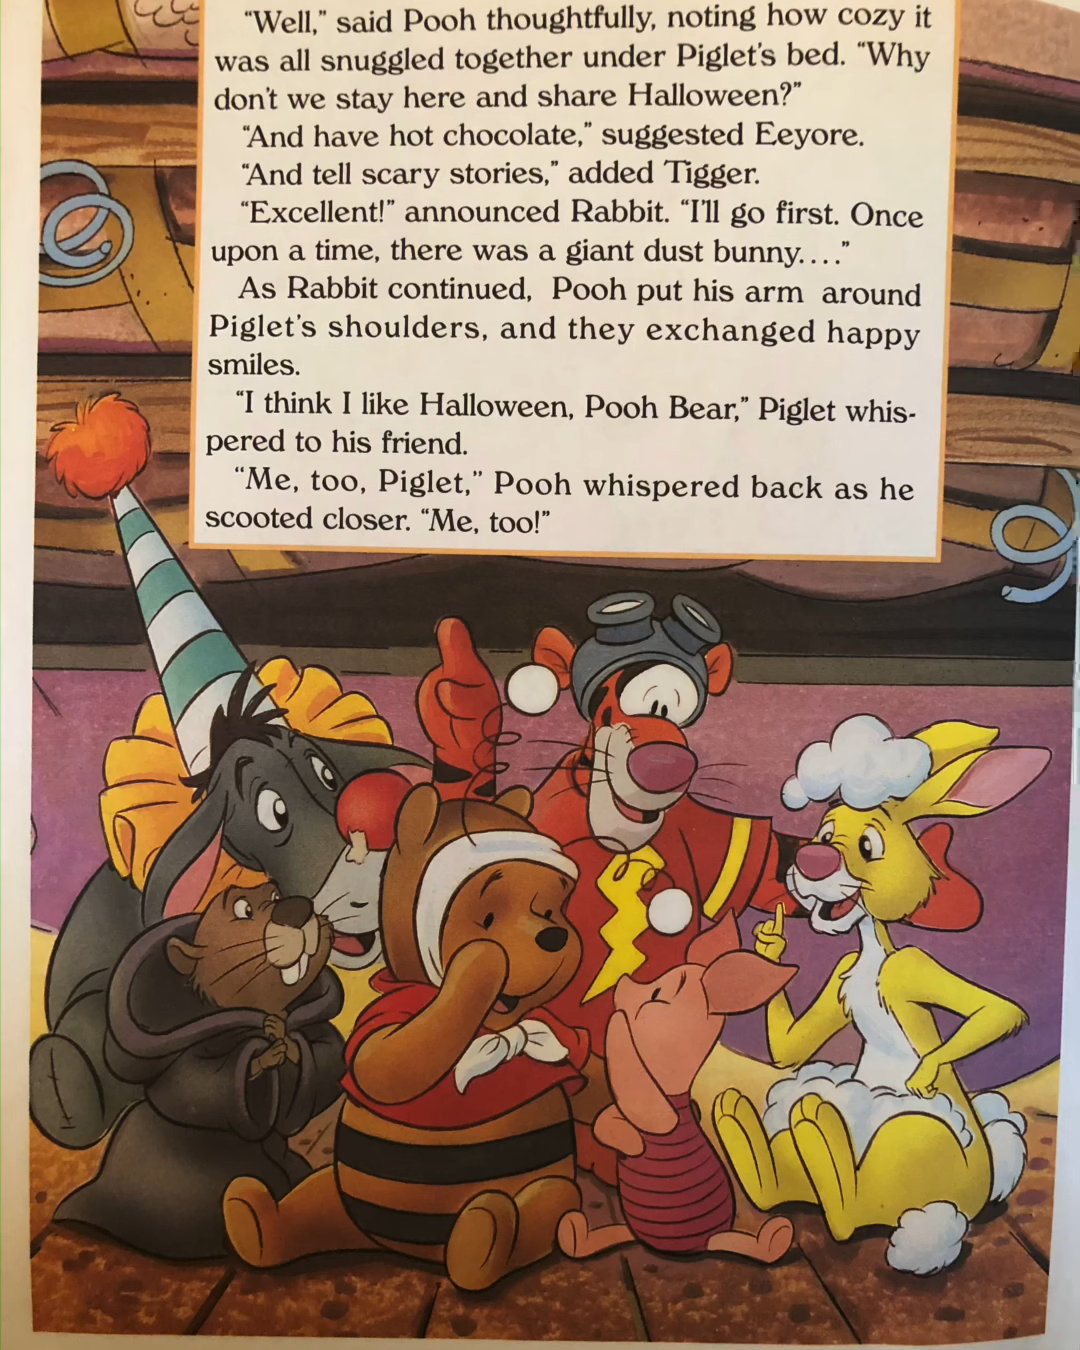 “Well,” said Pooh thoughtfully, noting how cozy it
was all snuggled together under Piglet’s bed. “Why
don’t we stay here and share Halloween?”
“And have hot chocolate,” suggested Eeyore.
“And tell scary stories,” added Tigger.
“Excellent!” announced Rabbit. “I’ll go first. Once
upon a time, there was a giant dust bunny....”
As Rabbit continued, Pooh put his arm around
Piglet’s shoulders, and they exchanged happy
smiles.
“I think I like Halloween, Pooh Bear,” Piglet whis-
pered to his friend.
“Me, too, Piglet,” Pooh whispered back as he
scooted closer. “Me, too!”